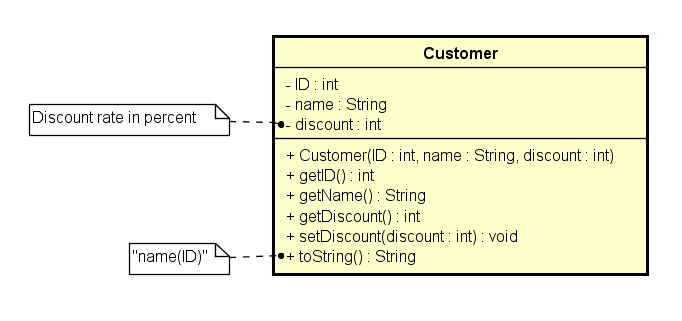 Customer
- ID : int
- name : String
Discount rate in percent
- discount : int
+ Customer(ID : int, name : String, discount : int)
+ getID() : int
+ getName() : String
+ getDiscount() : int
+ setDiscount(discount : int) : void
"name(ID)"
+ toString() : String